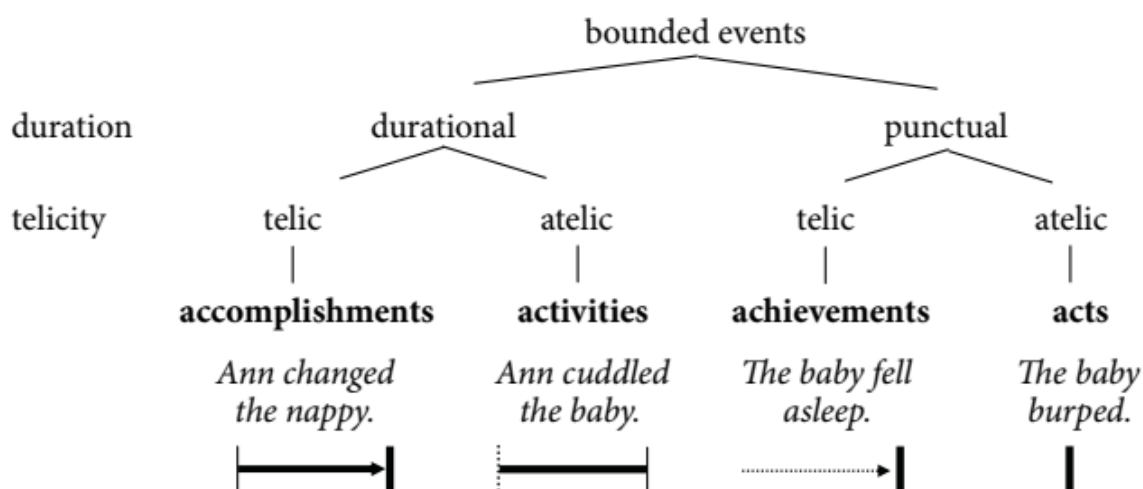 bounded events
duration durational punctual
telicity telic atelic telic atelic
accomplishments activities achievements acts
Ann changed Ann cuddled The baby fell The baby
the nappy. the baby. asleep. burped.